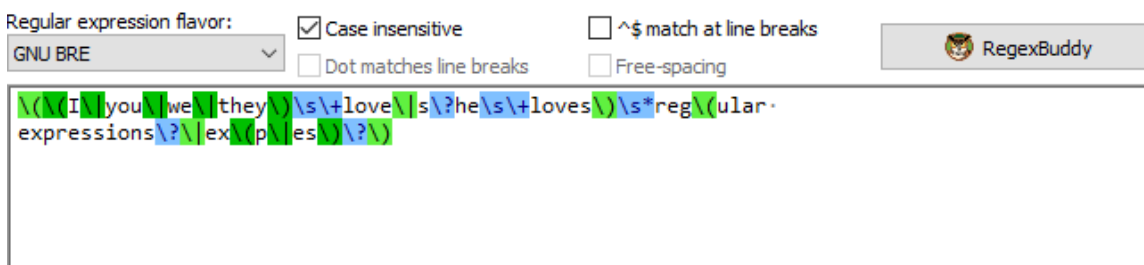 Regular expression flavor:
Case insensitive
^$ match at line breaks
GNU BRE
RegexBuddy
Dot matches line breaks
Free-spacing
\(\(I\|you\|we\|they\)\s\+love\|s\?he\s\+loves\)\s*reg\(ular·
expressions\?\|ex\(p\|es\)\?\)